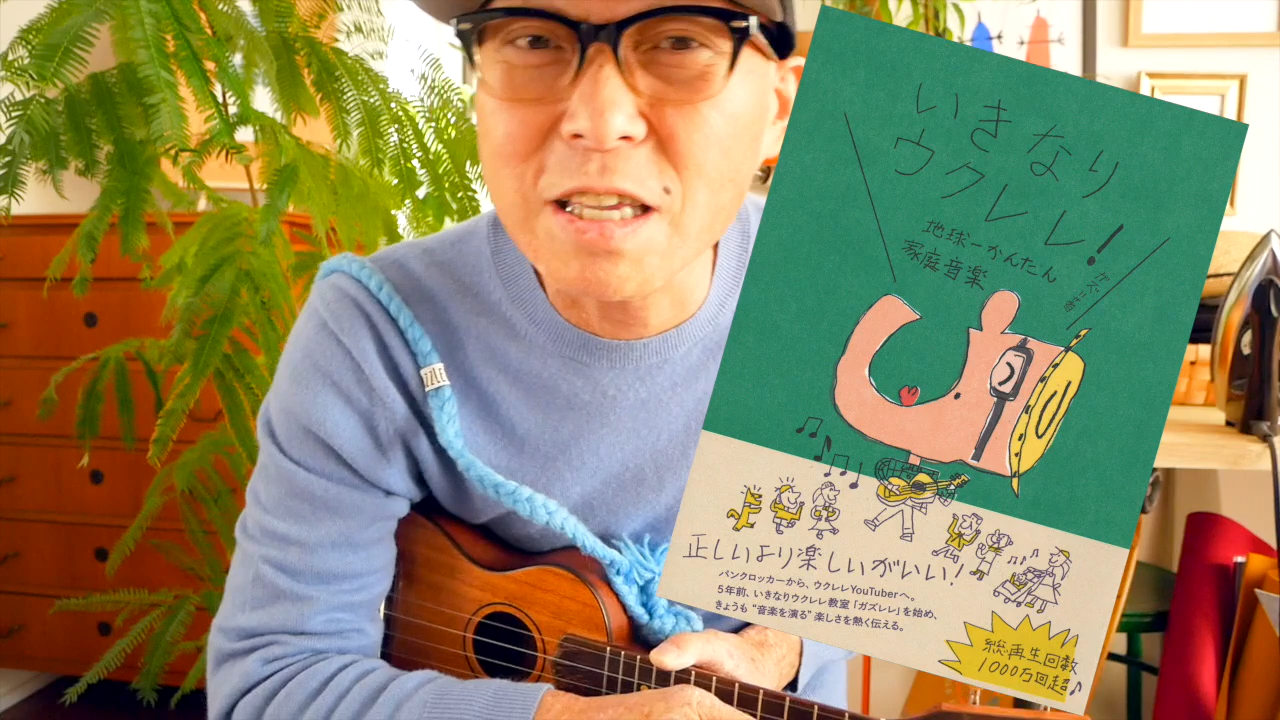 いきなり
ウクレレ!
地球一かんたん
家庭音楽
ガズ著
ZZLE
正しいより楽しいがいい!
パンクロッカーから、ウクレレYouTuberへ。
5年前、いきなりウクレレ教室「ガズレレ」を始め、
きょうも“音楽を演る”楽しさを熱く伝える。
総再生回数
1000万回超